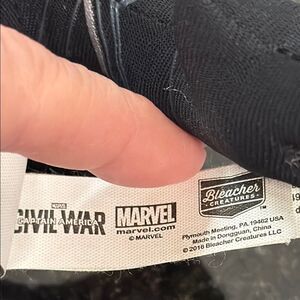 MARVEL
CAPTAIN AMERICA
CIVIL WAR
MARVEL
marvel.com
© MARVEL
Bleacher
CREATURES
Plymouth Meeting, PA. 19462 USA
Made in Dongguan, China
© 2016 Bleacher Creatures LLC